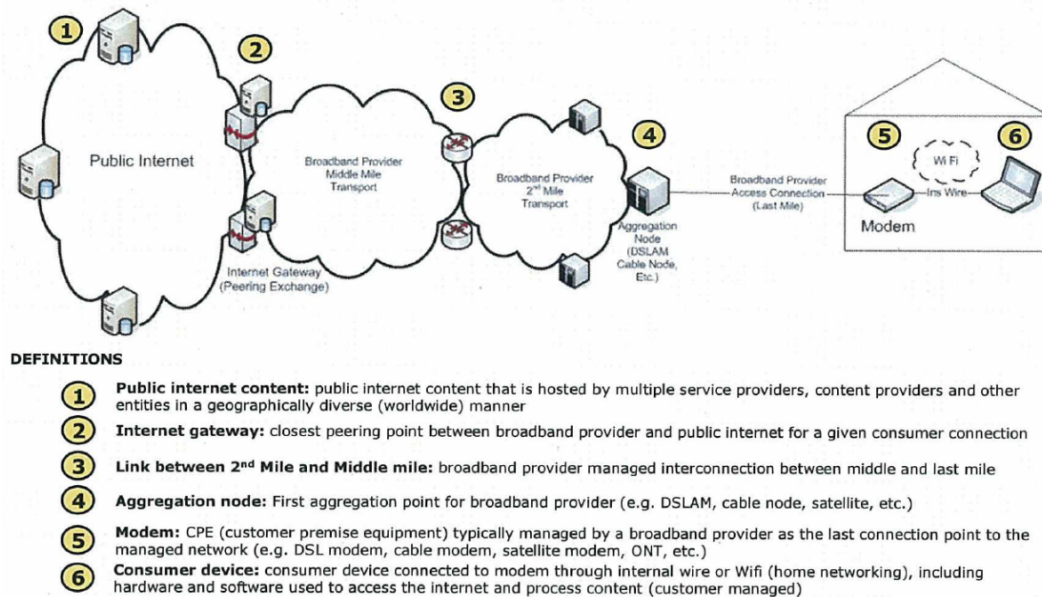 1
2
3
4
5
6
Public Internet
Broadband Provider
Middle Mile
Transport
Broadband Provider
2nd Mile
Transport
Internet Gateway
(Peering Exchange)
Aggregation
Node
(DSLAM
Cable Node,
Etc.)
Broadband Provider
Access Connection
(Last Mile)
Wi Fi
Ins Wire
Modem
DEFINITIONS
1 Public internet content: public internet content that is hosted by multiple service providers, content providers and other
entities in a geographically diverse (worldwide) manner
2 Internet gateway: closest peering point between broadband provider and public internet for a given consumer connection
3 Link between 2nd Mile and Middle mile: broadband provider managed interconnection between middle and last mile
4 Aggregation node: First aggregation point for broadband provider (e.g. DSLAM, cable node, satellite, etc.)
5 Modem: CPE (customer premise equipment) typically managed by a broadband provider as the last connection point to the
managed network (e.g. DSL modem, cable modem, satellite modem, ONT, etc.)
6 Consumer device: consumer device connected to modem through internal wire or Wifi (home networking), including
hardware and software used to access the internet and process content (customer managed)